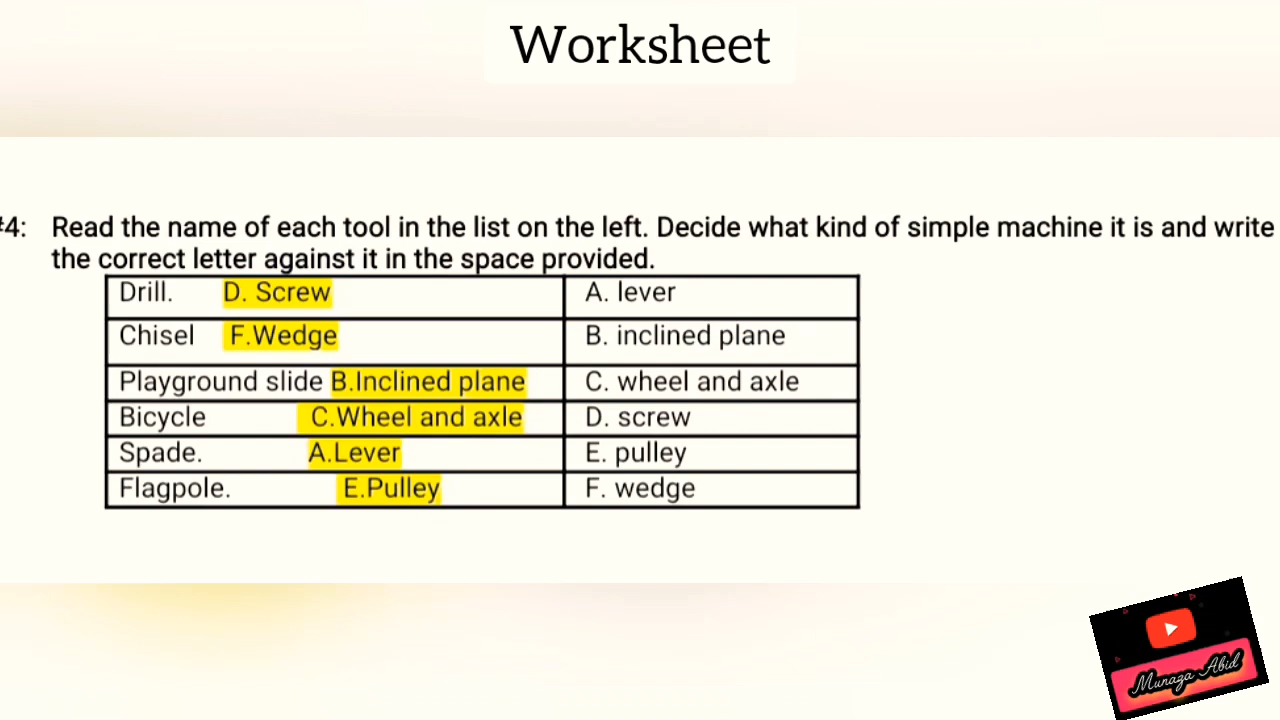 Worksheet
#4: Read the name of each tool in the list on the left. Decide what kind of simple machine it is and write
the correct letter against it in the space provided.
Drill. D. Screw A. lever
Chisel F.Wedge B. inclined plane
Playground slide B.Inclined plane C. wheel and axle
Bicycle C.Wheel and axle D. screw
Spade. A.Lever E. pulley
Flagpole. E.Pulley F. wedge
Munaza Abid